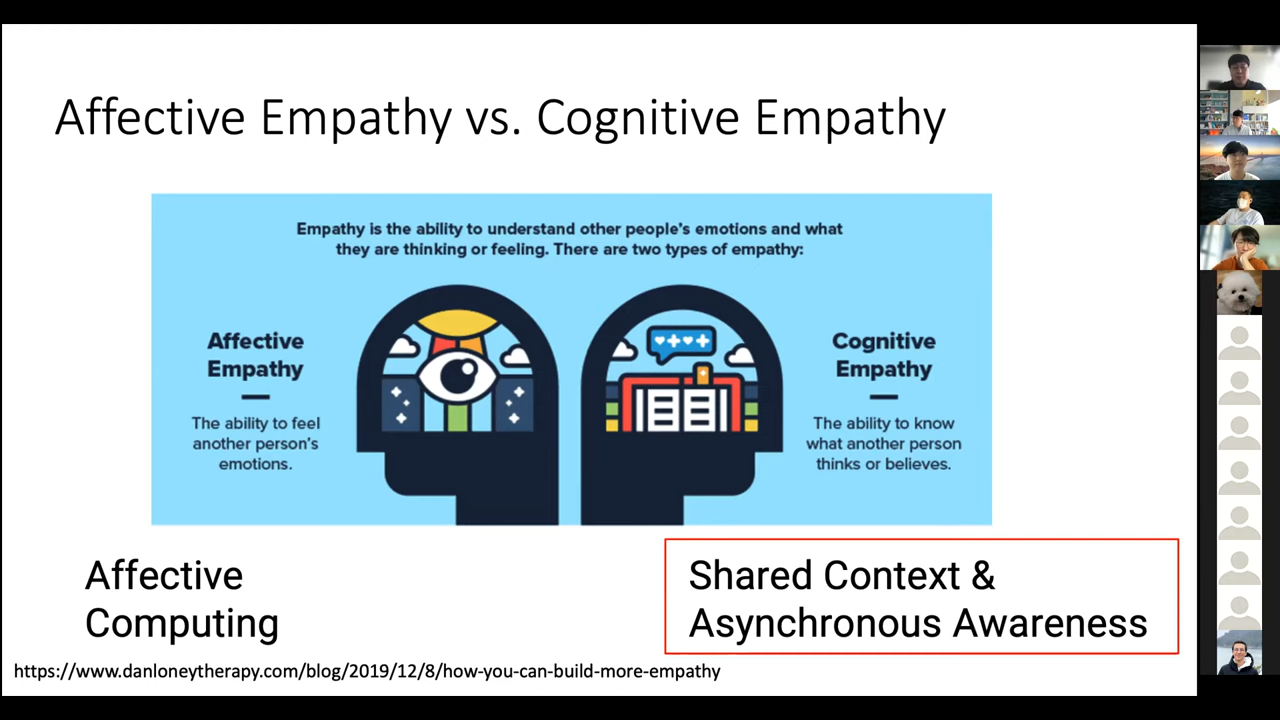 Affective Empathy vs. Cognitive Empathy
Empathy is the ability to understand other people's emotions and what
they are thinking or feeling. There are two types of empathy:
Affective
Empathy
The ability to feel
another person's
emotions.
Cognitive
Empathy
The ability to know
what another person
thinks or believes.
Affective
Computing
Shared Context &
Asynchronous Awareness
https://www.danloneytherapy.com/blog/2019/12/8/how-you-can-build-more-empathy